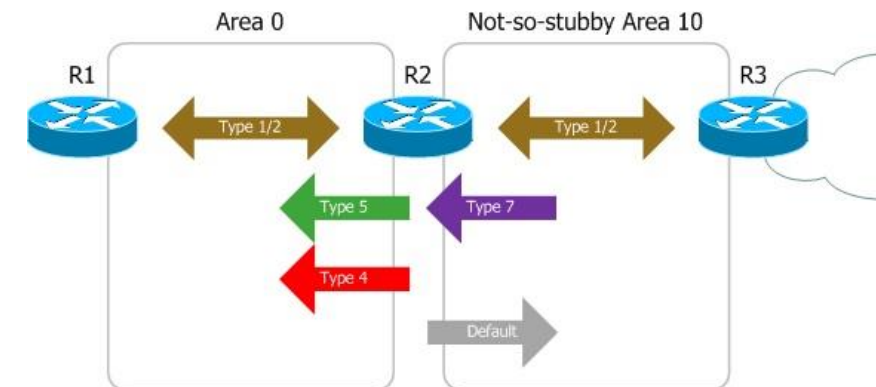 Area 0
Not-so-stubby Area 10
R1
R2
R3
Type 1/2
Type 1/2
Type 5
Type 7
Type 4
Default